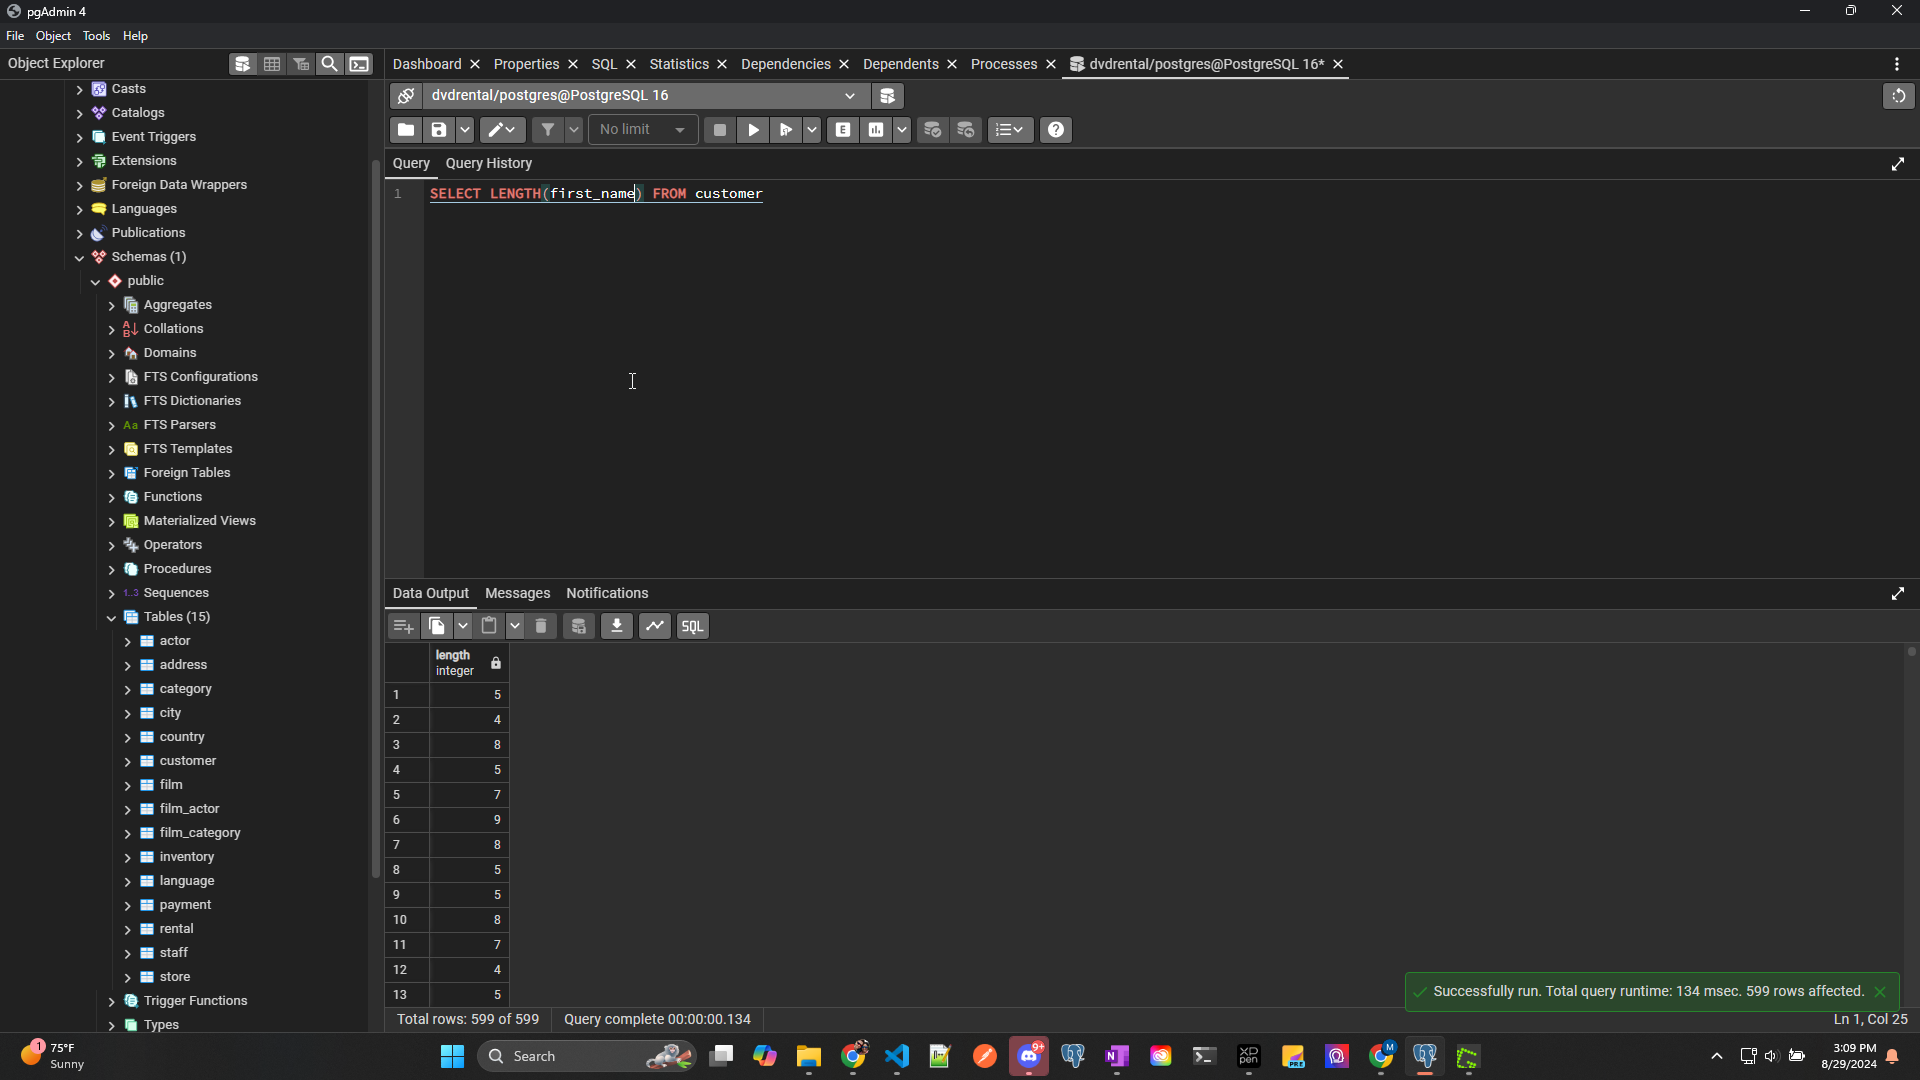 pgAdmin 4
File Object Tools Help
Object Explorer
Dashboard Properties SQL Statistics Dependencies Dependents Processes dvdrental/postgres@PostgreSQL 16*
dvdrental/postgres@PostgreSQL 16
No limit
E
Query Query History
1 SELECT LENGTH(first_name) FROM customer
Casts
Catalogs
Event Triggers
Extensions
Foreign Data Wrappers
Languages
Publications
Schemas (1)
public
Aggregates
Collations
Domains
FTS Configurations
FTS Dictionaries
Aa FTS Parsers
FTS Templates
Foreign Tables
Functions
Materialized Views
Operators
Procedures
1..3 Sequences
Tables (15)
actor
address
category
city
country
customer
film
film_actor
film_category
inventory
language
payment
rental
staff
store
Trigger Functions
Types
Data Output Messages Notifications
SQL
length
integer
1 5
2 4
3 8
4 5
5 7
6 9
7 8
8 5
9 5
10 8
11 7
12 4
13 5
Successfully run. Total query runtime: 134 msec. 599 rows affected.
Total rows: 599 of 599 Query complete 00:00:00.134
Ln 1, Col 25
1
75°F
Sunny
Search
9+
M
3:09 PM
8/29/2024